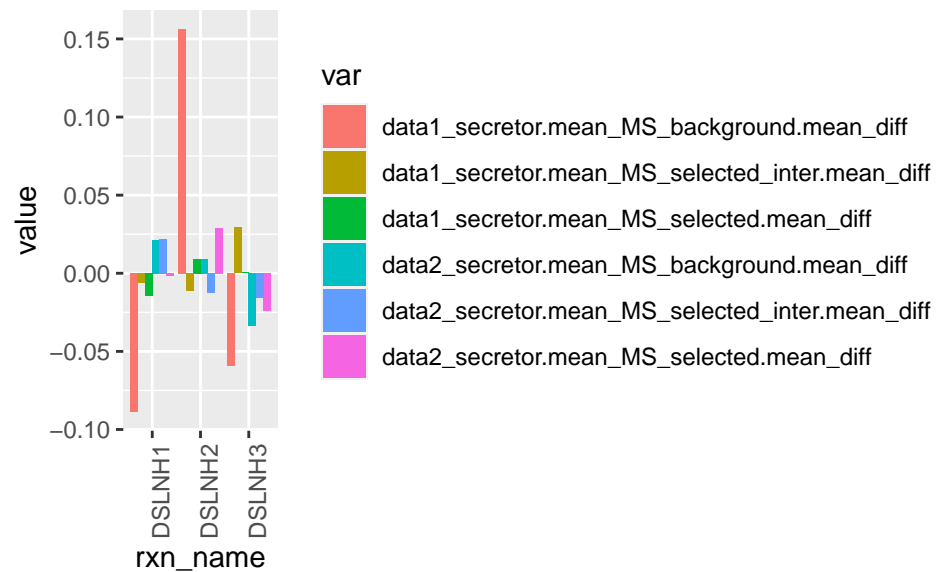 0.15
0.10
0.05
0.00
−0.05
−0.10
value
DSLNH1
DSLNH2
DSLNH3
rxn_name
var
data1_secretor.mean_MS_background.mean_diff
data1_secretor.mean_MS_selected_inter.mean_diff
data1_secretor.mean_MS_selected.mean_diff
data2_secretor.mean_MS_background.mean_diff
data2_secretor.mean_MS_selected_inter.mean_diff
data2_secretor.mean_MS_selected.mean_diff